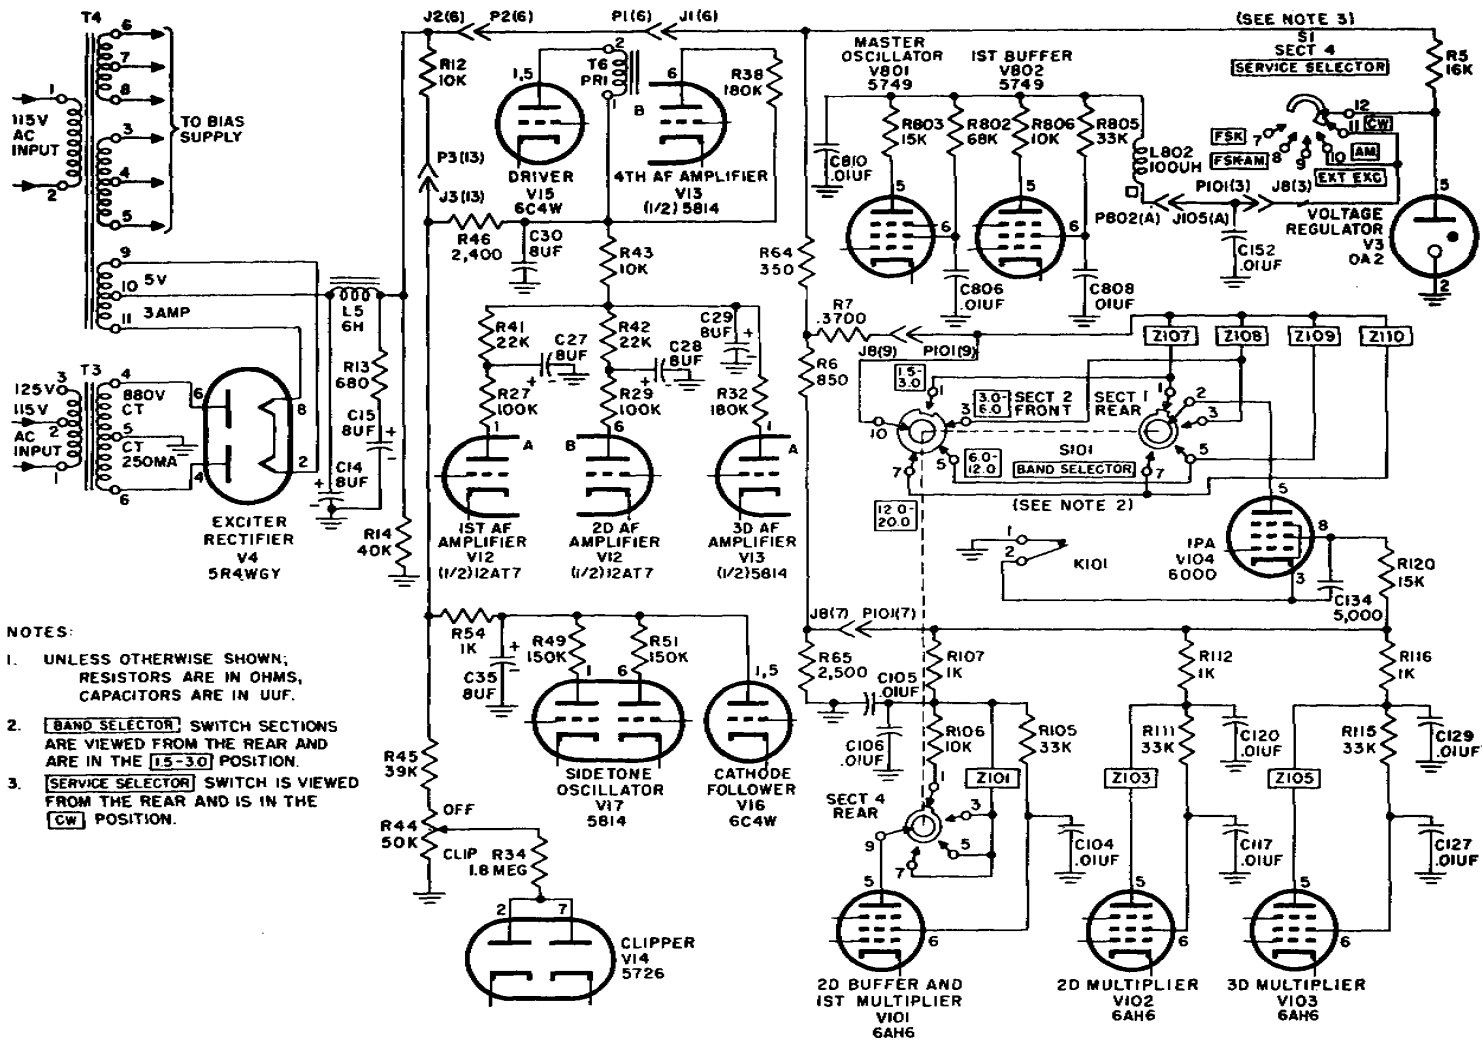 T4
6
7
8
3
4
5
9
10
11
1
2
115V
AC
INPUT
TO BIAS
SUPPLY
5V
3 AMP
L5
6H
T3
125V
115V
AC
INPUT
3
2
1
4
5
6
880V
CT
CT
250MA
6
4
8
2
EXCITER
RECTIFIER
V4
5R4WGY
R13
680
C15
8UF
+
-
C14
8UF
+
-
R14
40K
J2(6)
P2(6)
P1(6)
J1(6)
R12
10K
P3(13)
J3(13)
1,5
DRIVER
V15
6C4W
2
T6
PRI
1
B
6
4TH AF AMPLIFIER
V13
(1/2) 5814
R38
180K
R46
2,400
C30
8UF
R43
10K
R41
22K
C27
8UF
+
R27
100K
R42
22K
C28
8UF
+
R29
100K
C29
8UF
+
-
R32
180K
1
A
1ST AF
AMPLIFIER
V12
(1/2)12AT7
B
6
2D AF
AMPLIFIER
V12
(1/2)12AT7
1
A
3D AF
AMPLIFIER
V13
(1/2)5814
R54
1K
C35
8UF
+
-
R49
150K
R51
150K
1
6
SIDETONE
OSCILLATOR
V17
5814
1,5
CATHODE
FOLLOWER
V16
6C4W
R45
39K
R44
50K
OFF
CLIP
R34
1.8 MEG
2
7
CLIPPER
V14
5726
(SEE NOTE 3)
S1
SECT 4
SERVICE SELECTOR
R5
16K
12
11
CW
FSK
7
FSK-AM
8
9
10
AM
EXT EXC
MASTER
OSCILLATOR
V801
5749
1ST BUFFER
V802
5749
C810
.01UF
R803
15K
R802
68K
R806
10K
R805
33K
L802
100UH
5
6
5
6
C806
.01UF
C808
.01UF
P802(A)
J105(A)
P101(3)
J8(3)
C152
.01UF
VOLTAGE
REGULATOR
V3
0A2
5
2
R64
350
R7
.3700
J8(9)
P101(9)
R6
850
Z107
Z108
Z109
Z110
1.5-
3.0
1
3.0-
6.0
3
SECT 2
FRONT
10
5
6.0-
12.0
7
12.0-
20.0
SECT 1
REAR
1
2
3
5
7
S101
BAND SELECTOR
(SEE NOTE 2)
1
2
K101
IPA
V104
6000
5
8
3
C134
5,000
R120
15K
J8(7)
P101(7)
R65
2,500
C105
.01UF
C106
.01UF
R107
1K
R106
10K
R105
33K
Z101
SECT 4
REAR
1
3
5
7
9
C104
.01UF
5
6
2D BUFFER AND
1ST MULTIPLIER
V101
6AH6
R112
1K
R111
33K
C120
.01UF
Z103
C117
.01UF
5
6
2D MULTIPLIER
V102
6AH6
R116
1K
R115
33K
C129
.01UF
Z105
C127
.01UF
5
6
3D MULTIPLIER
V103
6AH6
NOTES:
1. UNLESS OTHERWISE SHOWN;
RESISTORS ARE IN OHMS,
CAPACITORS ARE IN UUF.
2. BAND SELECTOR SWITCH SECTIONS
ARE VIEWED FROM THE REAR AND
ARE IN THE 1.5-3.0 POSITION.
3. SERVICE SELECTOR SWITCH IS VIEWED
FROM THE REAR AND IS IN THE
CW POSITION.